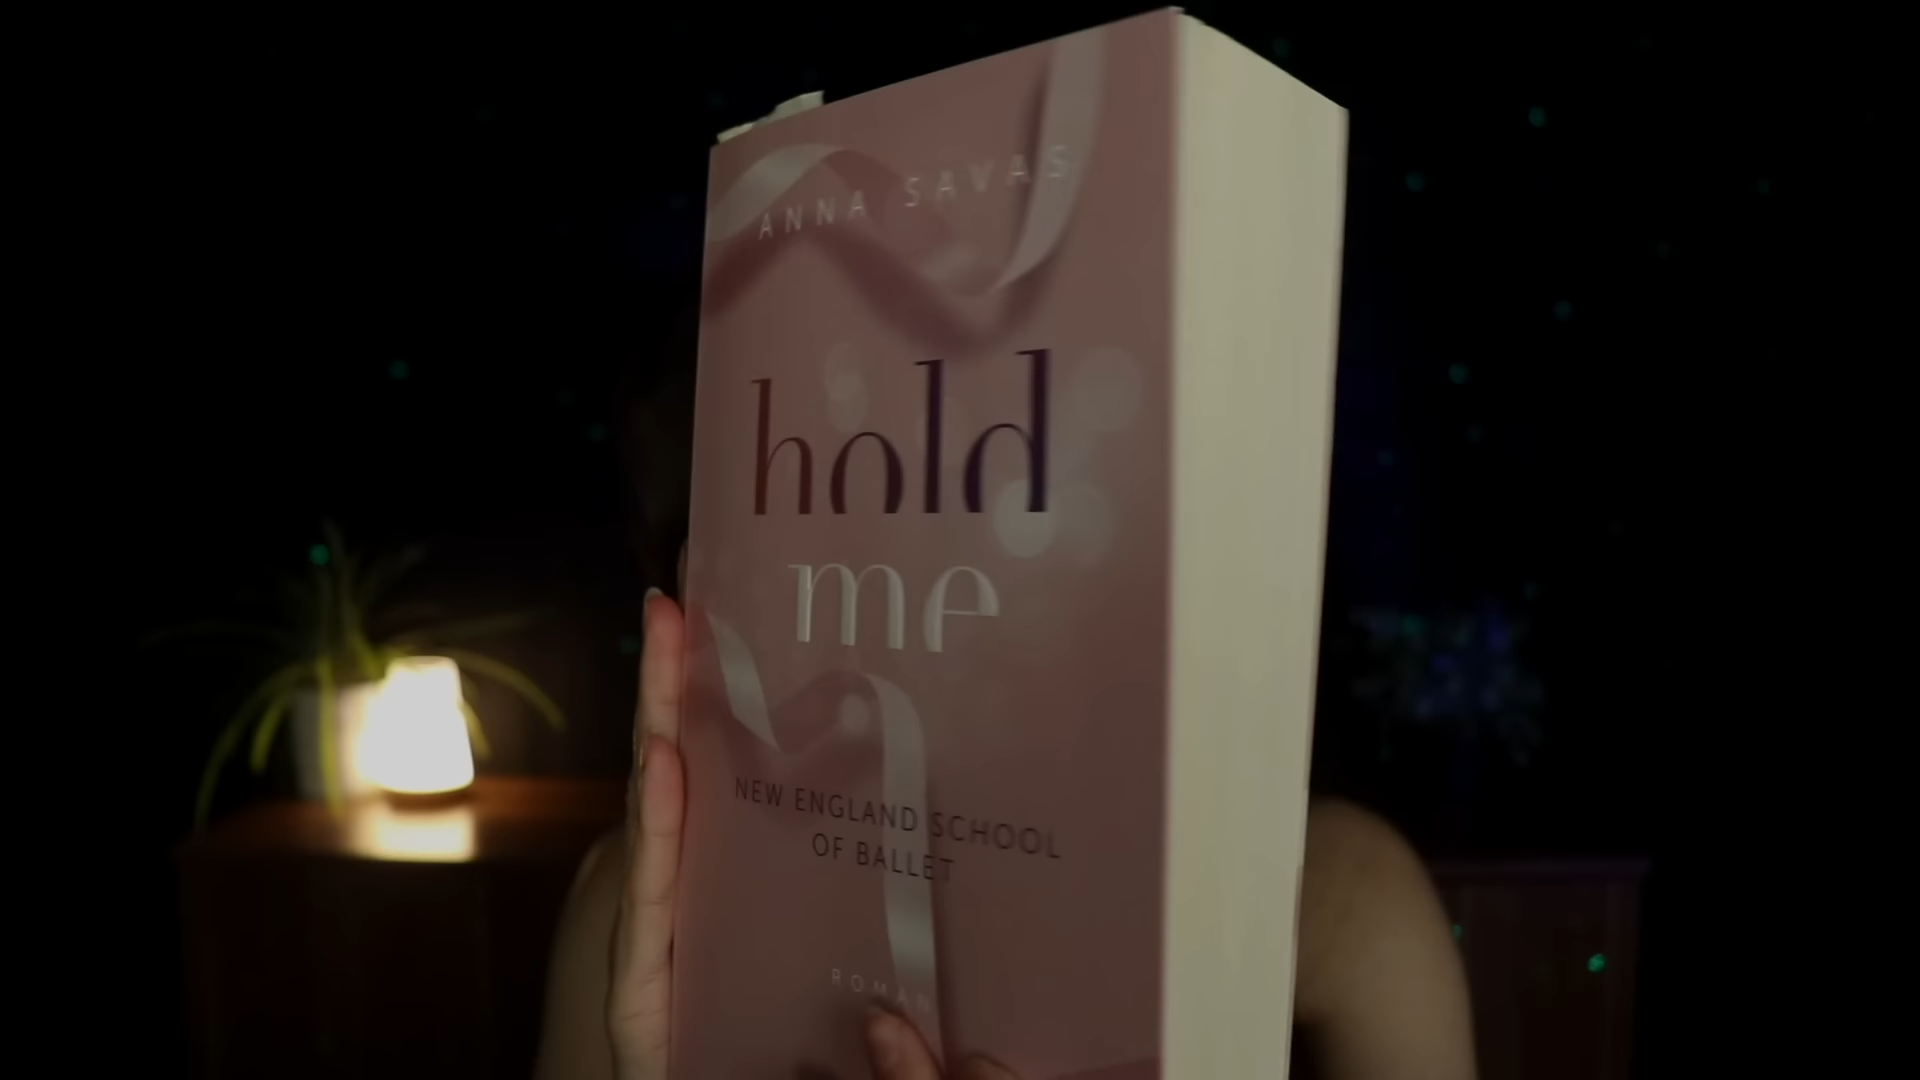 ANNA SAVAS
hold
me
NEW ENGLAND SCHOOL
OF BALLET
ROMAN